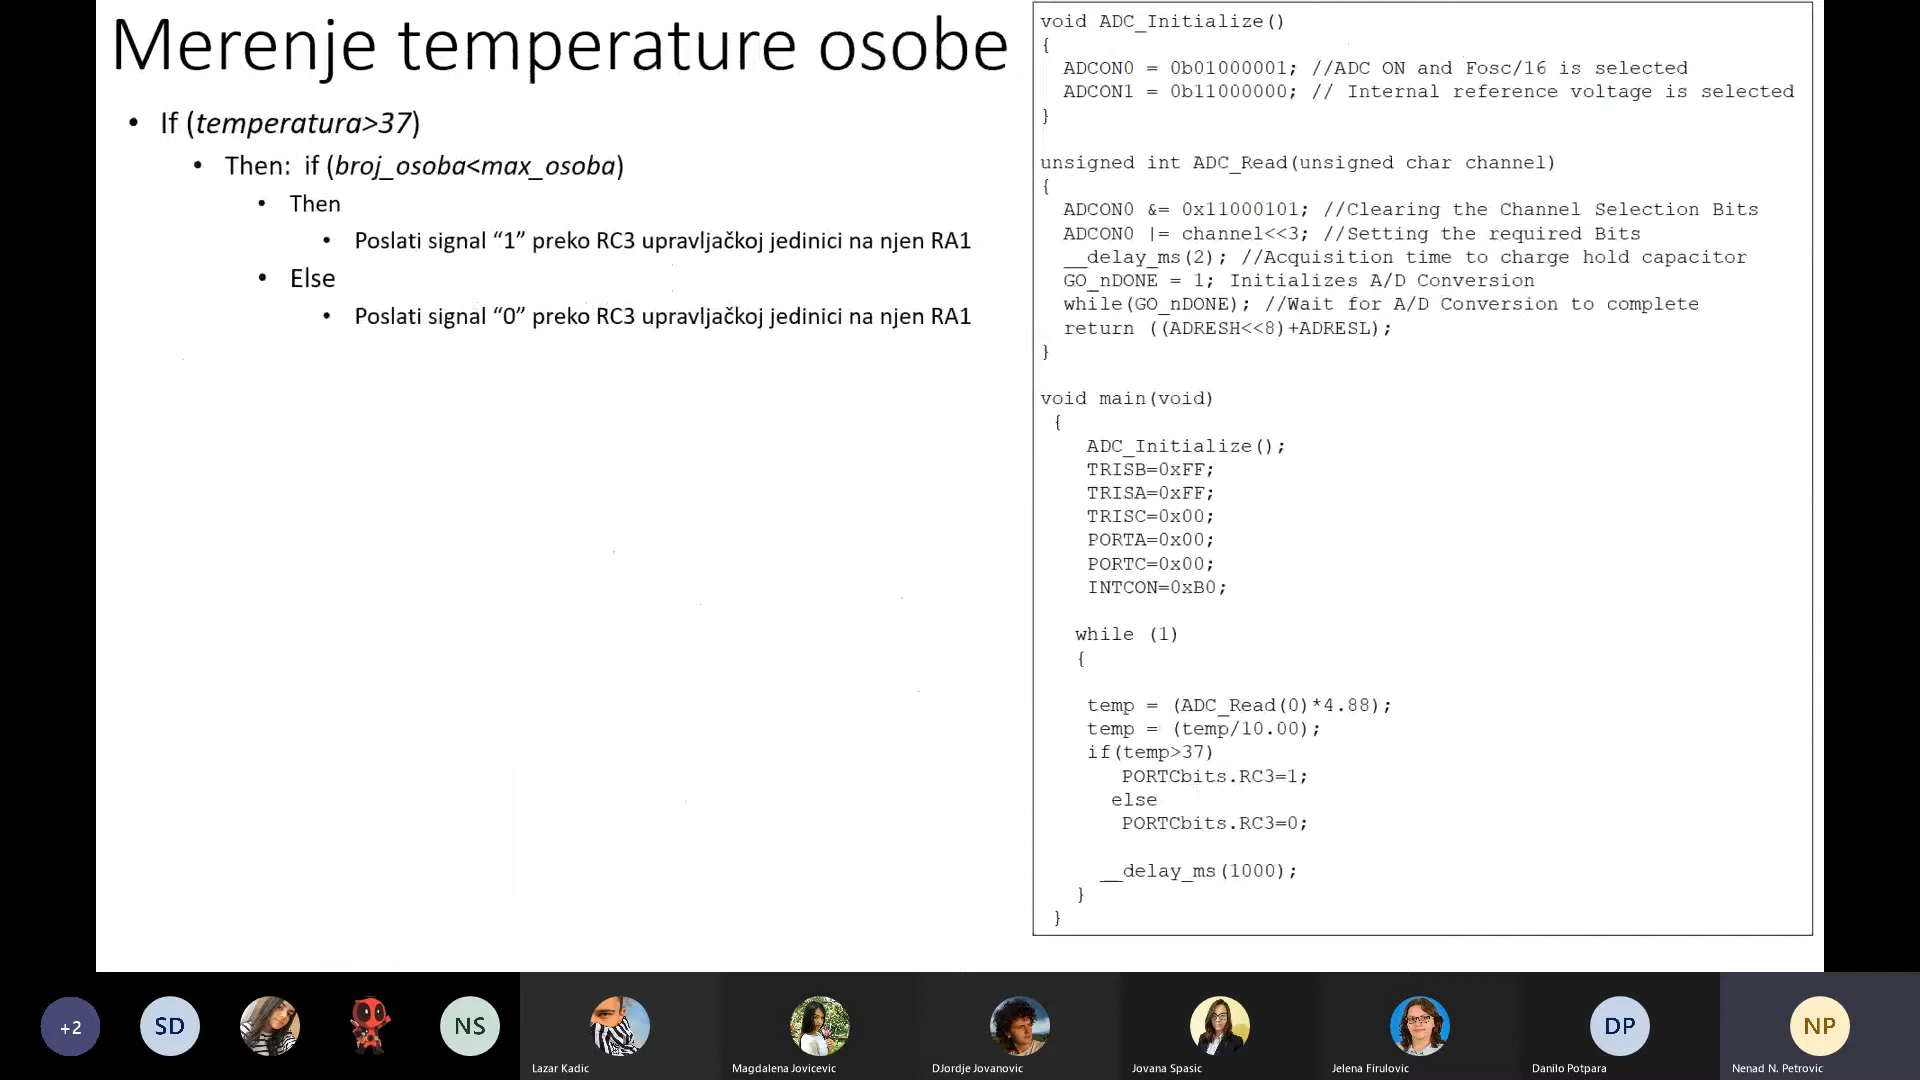 Merenje temperature osobe
• If (temperatura>37)
• Then: if (broj_osoba<max_osoba)
• Then
• Poslati signal “1” preko RC3 upravljačkoj jedinici na njen RA1
• Else
• Poslati signal “0” preko RC3 upravljačkoj jedinici na njen RA1
void ADC_Initialize()
{
ADCON0 = 0b01000001; //ADC ON and Fosc/16 is selected
ADCON1 = 0b11000000; // Internal reference voltage is selected
}
unsigned int ADC_Read(unsigned char channel)
{
ADCON0 &= 0x11000101; //Clearing the Channel Selection Bits
ADCON0 |= channel<<3; //Setting the required Bits
__delay_ms(2); //Acquisition time to charge hold capacitor
GO_nDONE = 1; Initializes A/D Conversion
while(GO_nDONE); //Wait for A/D Conversion to complete
return ((ADRESH<<8)+ADRESL);
}
void main(void)
{
ADC_Initialize();
TRISB=0xFF;
TRISA=0xFF;
TRISC=0x00;
PORTA=0x00;
PORTC=0x00;
INTCON=0xB0;
while (1)
{
temp = (ADC_Read(0)*4.88);
temp = (temp/10.00);
if(temp>37)
PORTCbits.RC3=1;
else
PORTCbits.RC3=0;
__delay_ms(1000);
}
}
+2
SD
NS
DP
NP
Lazar Kadic
Magdalena Jovicevic
DJordje Jovanovic
Jovana Spasic
Jelena Firulovic
Danilo Potpara
Nenad N. Petrovic